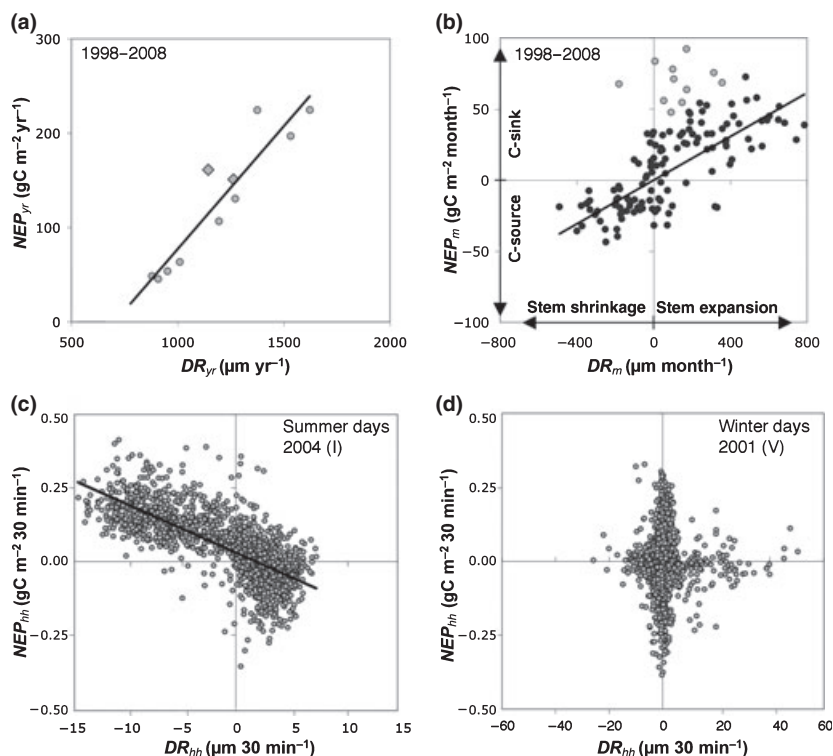 (a)
1998–2008
300
200
100
0
500
1000
1500
2000
NEPyr (gC m−2 yr−1)
DRyr (µm yr−1)
(b)
1998–2008
100
50
0
−50
−100
−800
−400
0
400
800
NEPm (gC m−2 month−1)
C-sink
C-source
Stem shrinkage
Stem expansion
DRm (µm month−1)
(c)
Summer days
2004 (I)
0.50
0.25
0.00
−0.25
−0.50
−15
−10
−5
0
5
10
15
NEPhh (gC m−2 30 min−1)
DRhh (µm 30 min−1)
(d)
Winter days
2001 (V)
0.50
0.25
0.00
−0.25
−0.50
−60
−40
−20
0
20
40
60
NEPhh (gC m−2 30 min−1)
DRhh (µm 30 min−1)